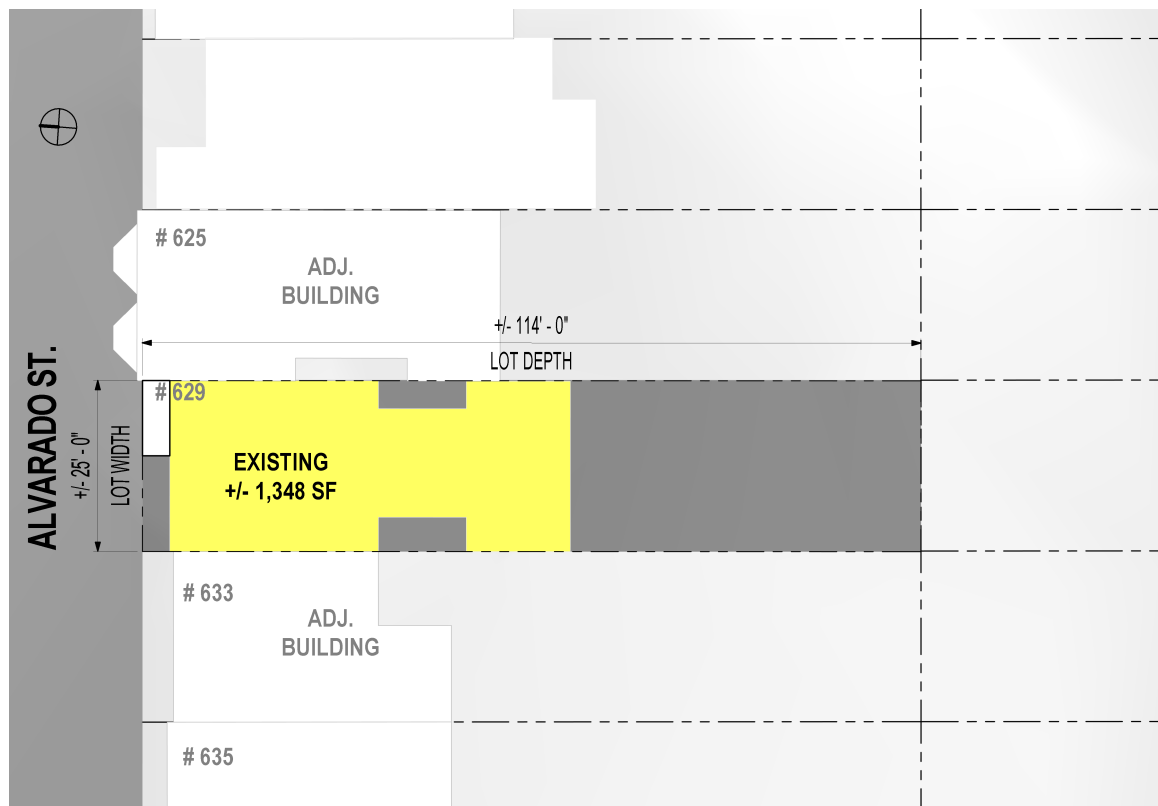 # 625
ADJ.
BUILDING
+/- 114' - 0"
LOT DEPTH
# 629
ALVARADO ST.
+/- 25' - 0"
LOT WIDTH
EXISTING
+/- 1,348 SF
# 633
ADJ.
BUILDING
# 635